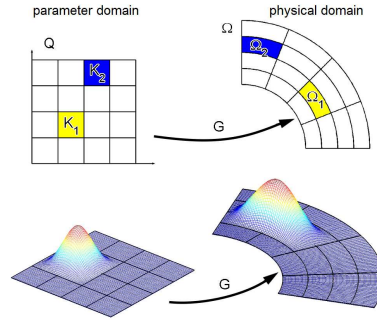 parameter domain
physical domain
Q
Ω
K2
Ω2
K1
Ω1
G
G